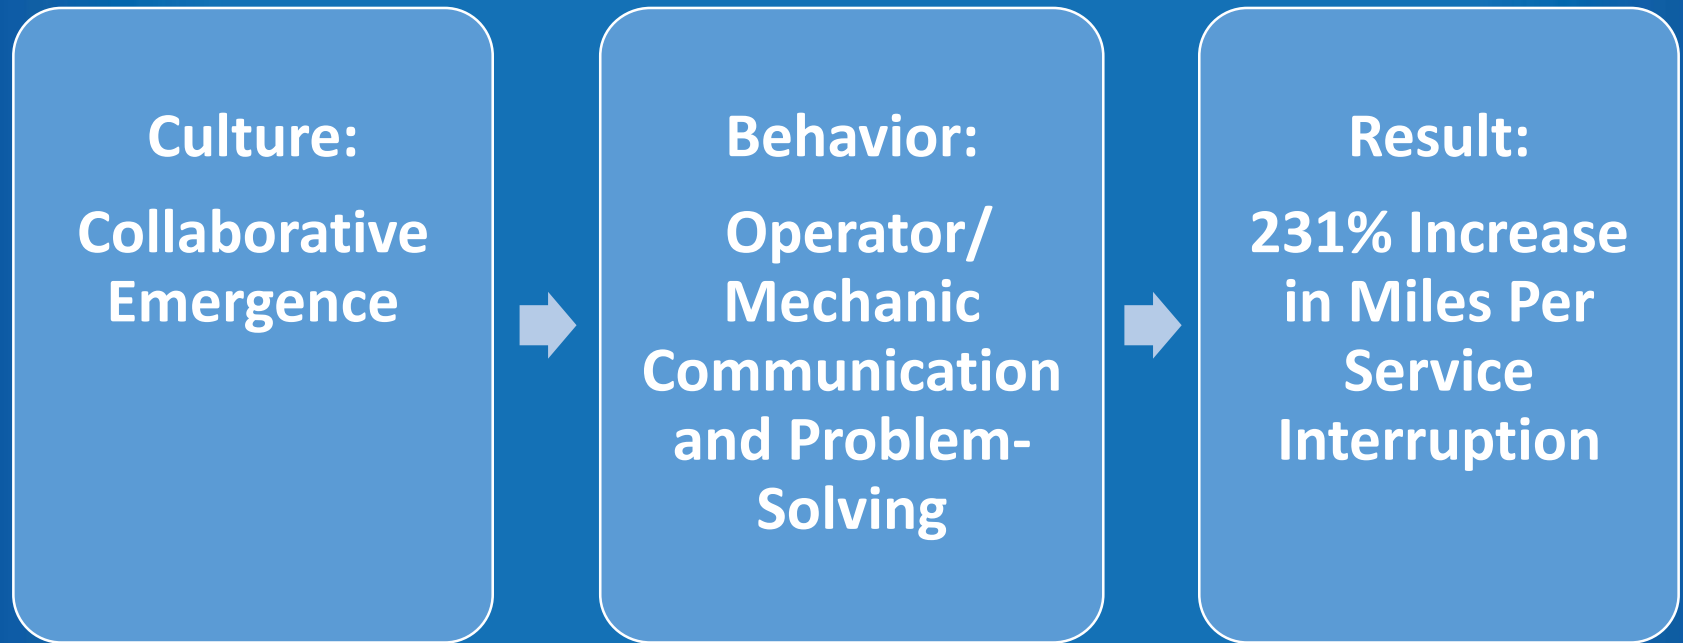 Culture:
Collaborative
Emergence
Behavior:
Operator/
Mechanic
Communication
and Problem-
Solving
Result:
231% Increase
in Miles Per
Service
Interruption